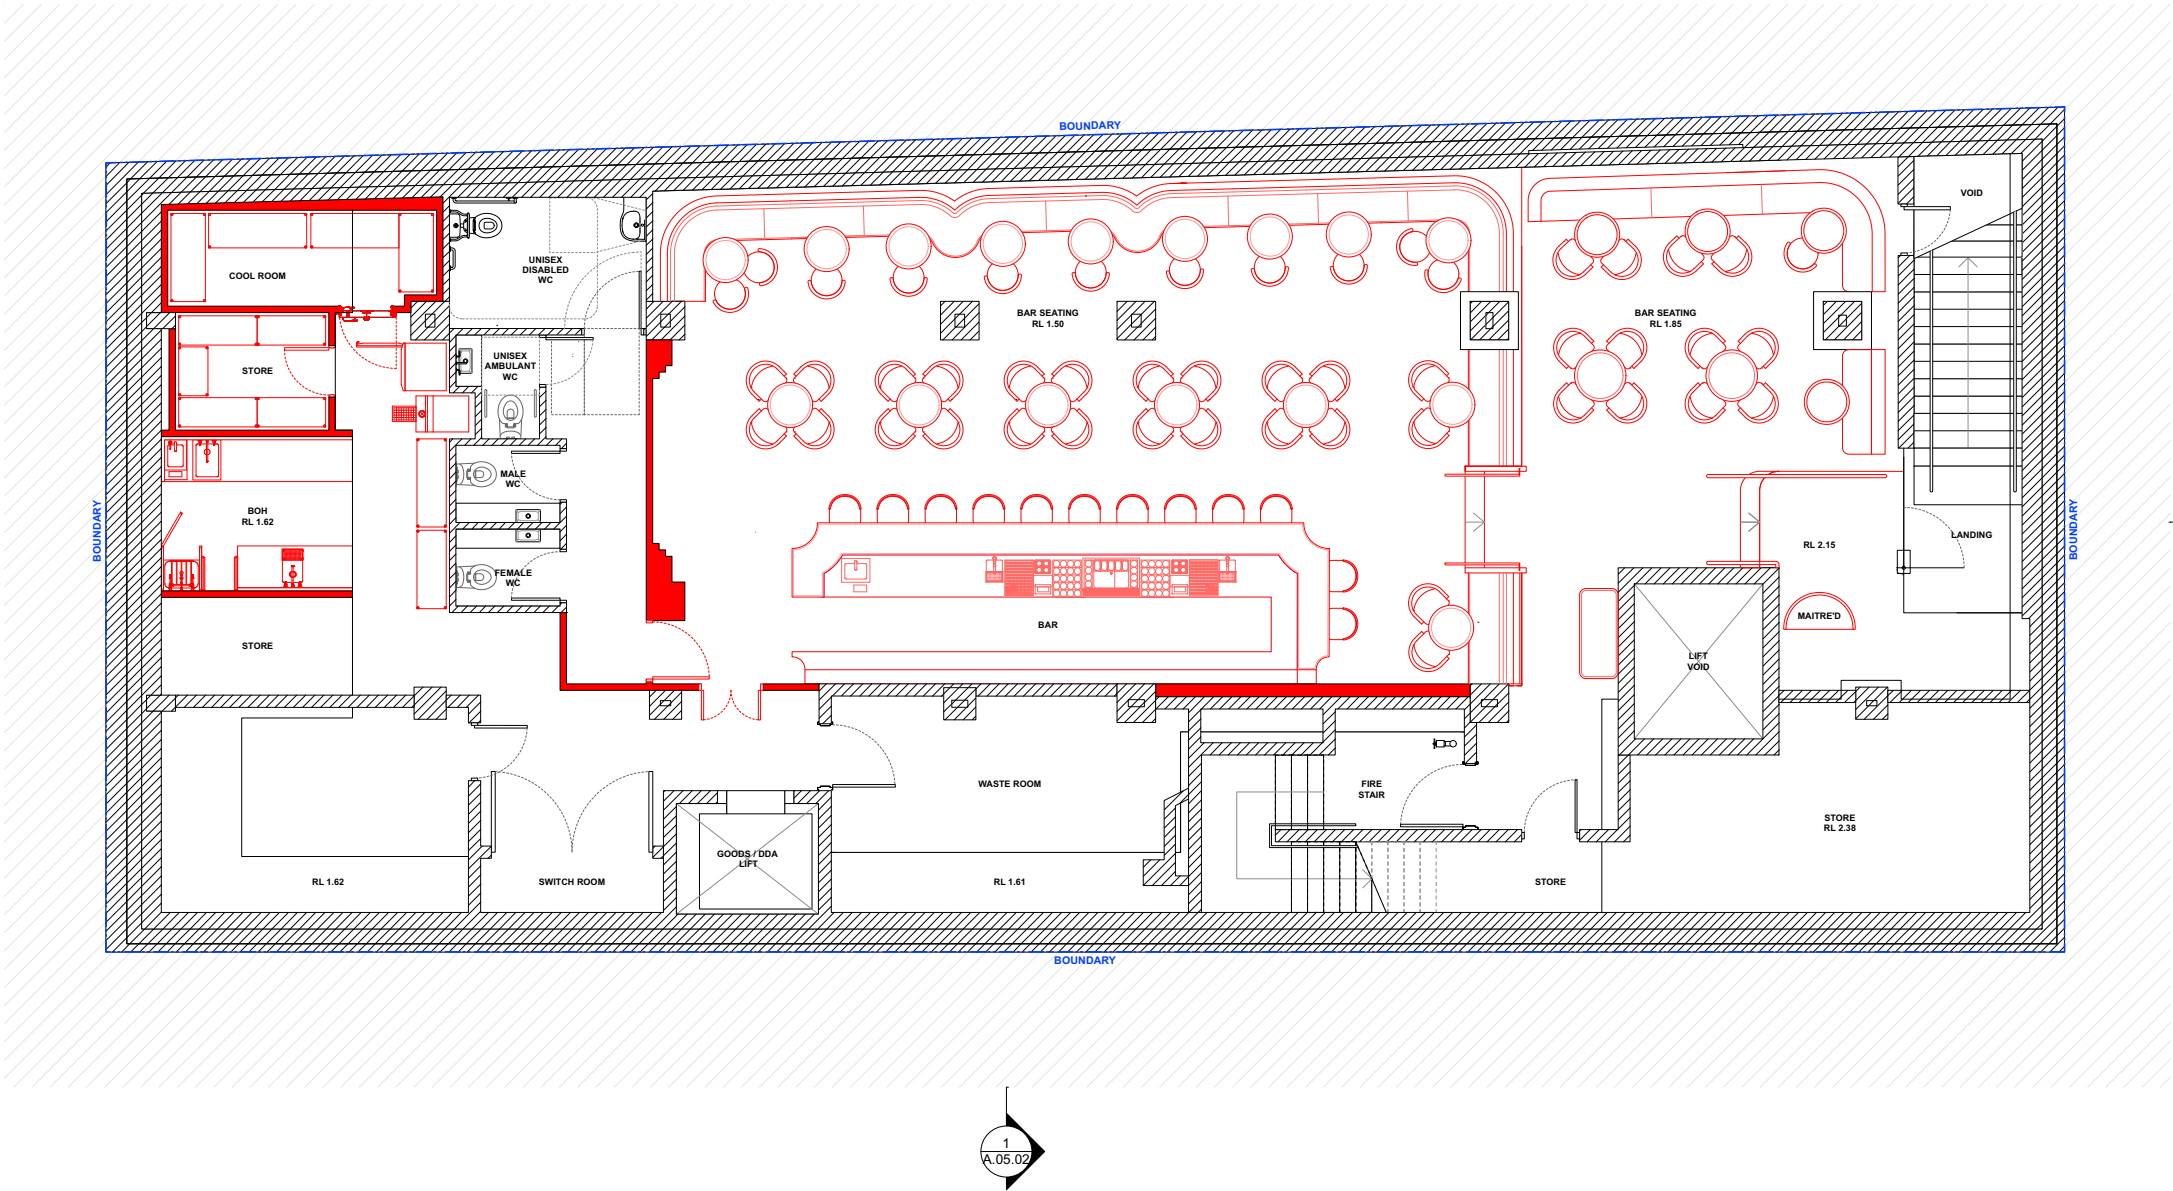 BOUNDARY
VOID
COOL ROOM
UNISEX
DISABLED
WC
BAR SEATING
RL 1.50
BAR SEATING
RL 1.85
STORE
UNISEX
AMBULANT
WC
MALE
WC
BOH
RL 1.62
BOUNDARY
FEMALE
WC
RL 2.15
LANDING
BOUNDARY
MAITRE'D
BAR
STORE
LIFT
VOID
WASTE ROOM
FIRE
STAIR
STORE
RL 2.38
GOODS / DDA
LIFT
RL 1.62
SWITCH ROOM
RL 1.61
STORE
BOUNDARY
1
A.05.02